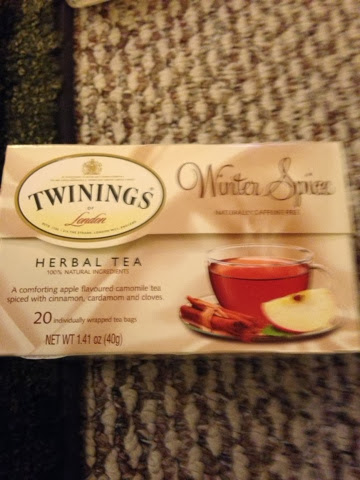 TWININGS®
OF
London
Winter Spice
NATURALLY CAFFEINE FREE
HERBAL TEA
100% NATURAL INGREDIENTS
A comforting apple flavoured camomile tea
spiced with cinnamon, cardamom and cloves.
20 individually wrapped tea bags
NET WT 1.41 oz (40g)